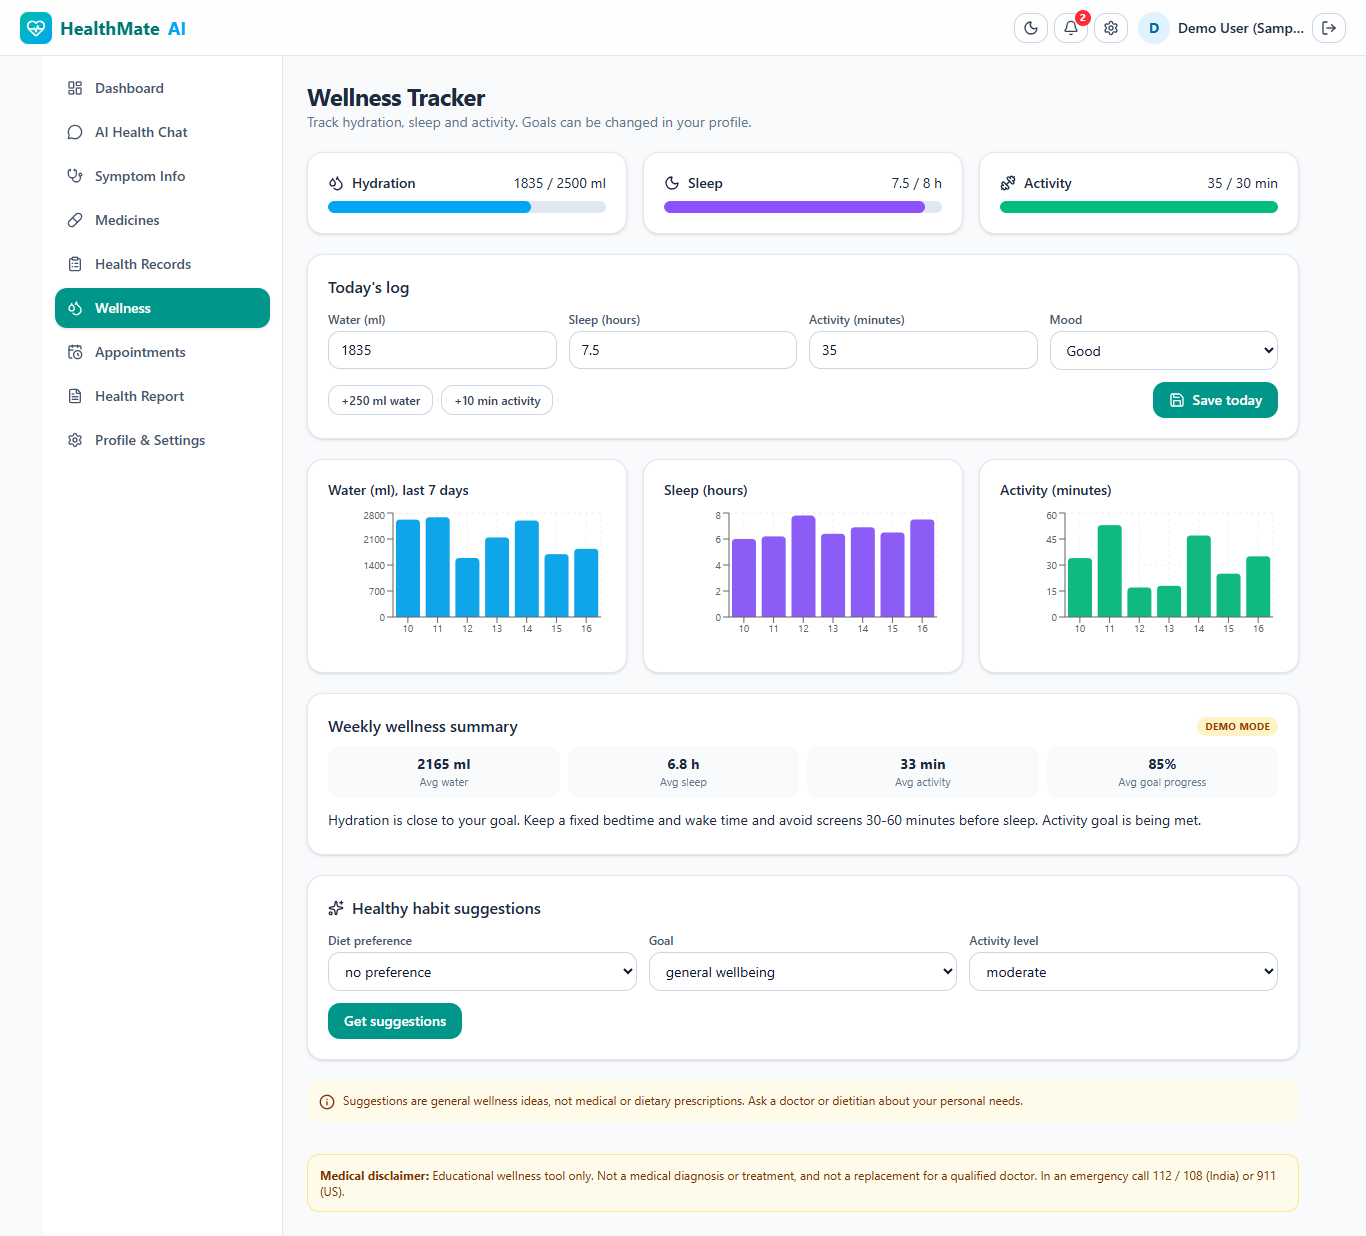 HealthMate AI
2
D
Demo User (Samp...
Dashboard
AI Health Chat
Symptom Info
Medicines
Health Records
Wellness
Appointments
Health Report
Profile & Settings
Wellness Tracker
Track hydration, sleep and activity. Goals can be changed in your profile.
Hydration 1835 / 2500 ml
Sleep 7.5 / 8 h
Activity 35 / 30 min
Today's log
Water (ml) Sleep (hours) Activity (minutes) Mood
1835 7.5 35 Good
+250 ml water +10 min activity Save today
Water (ml), last 7 days
2800
2100
1400
700
0
10 11 12 13 14 15 16
Sleep (hours)
8
6
4
2
0
10 11 12 13 14 15 16
Activity (minutes)
60
45
30
15
0
10 11 12 13 14 15 16
Weekly wellness summary DEMO MODE
2165 ml 6.8 h 33 min 85%
Avg water Avg sleep Avg activity Avg goal progress
Hydration is close to your goal. Keep a fixed bedtime and wake time and avoid screens 30-60 minutes before sleep. Activity goal is being met.
Healthy habit suggestions
Diet preference Goal Activity level
no preference general wellbeing moderate
Get suggestions
Suggestions are general wellness ideas, not medical or dietary prescriptions. Ask a doctor or dietitian about your personal needs.
Medical disclaimer: Educational wellness tool only. Not a medical diagnosis or treatment, and not a replacement for a qualified doctor. In an emergency call 112 / 108 (India) or 911
(US).